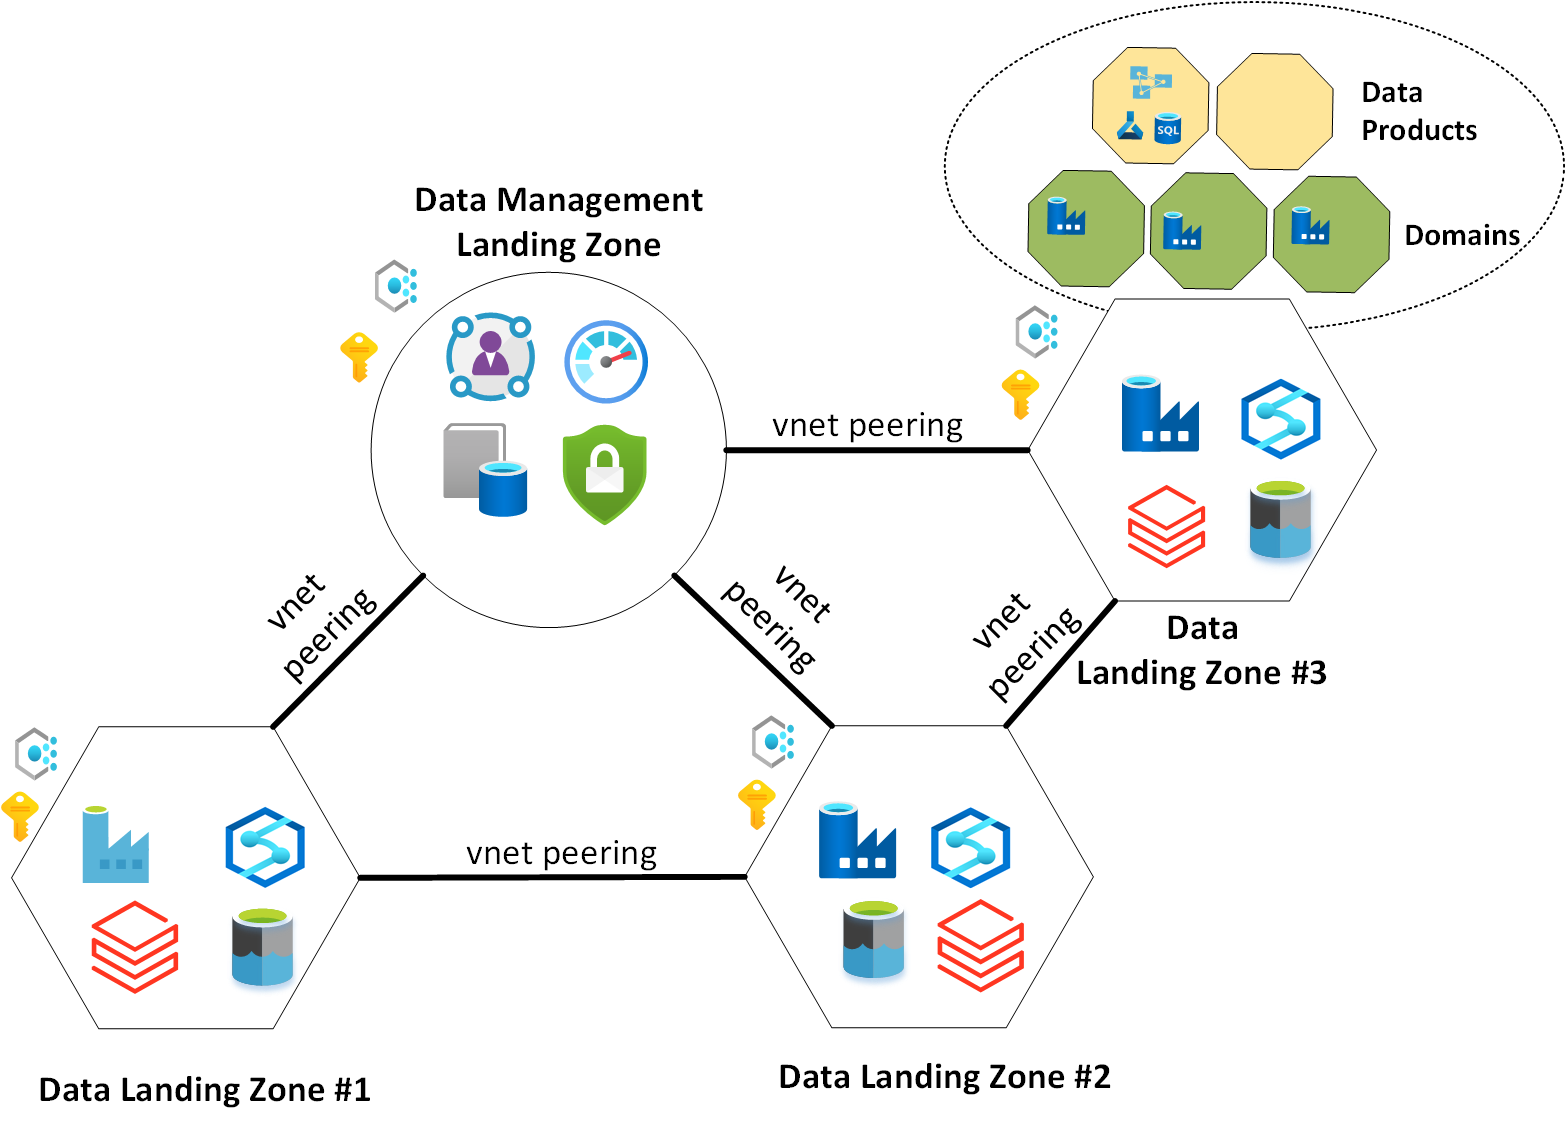 Data
Products
Domains
Data Management
Landing Zone
SQL
vnet peering
vnet
peering
vnet
peering
vnet
peering
Data
Landing Zone #3
vnet peering
Data Landing Zone #1
Data Landing Zone #2